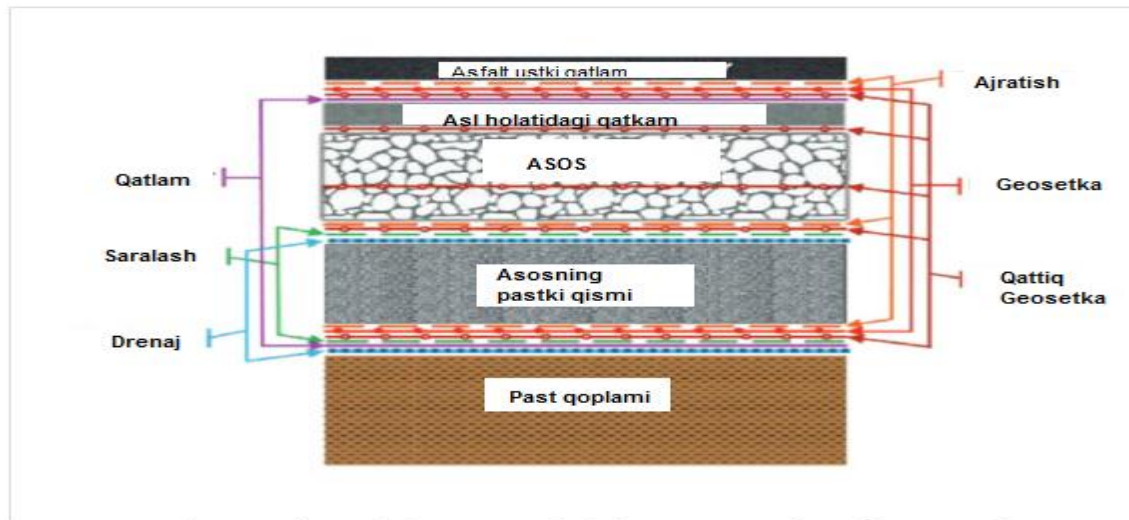 Asfalt ustki qatlam
Ajratish
Asl holatidagi qatkam
ASOS
Qatlam
Geosetka
Saralash
Asosning
pastki qismi
Qattiq
Geosetka
Drenaj
Past qoplami